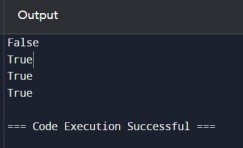 Output
False
True
True
True
=== Code Execution Successful ===